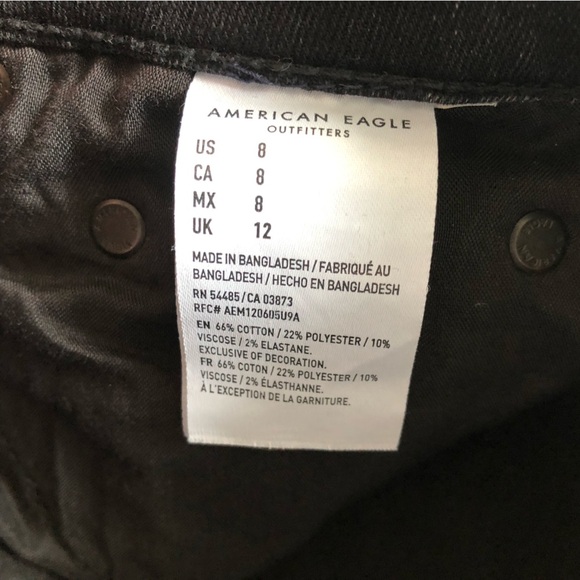 AMERICAN EAGLE
OUTFITTERS
US 8
CA 8
MX 8
UK 12
MADE IN BANGLADESH / FABRIQUÉ AU
BANGLADESH / HECHO EN BANGLADESH
RN 54485 / CA 03873
RFC# AEM120605U9A
EN 66% COTTON / 22% POLYESTER / 10%
VISCOSE / 2% ELASTANE.
EXCLUSIVE OF DECORATION.
FR 66% COTON / 22% POLYESTER / 10%
VISCOSE / 2% ÉLASTHANNE.
À L'EXCEPTION DE LA GARNITURE.